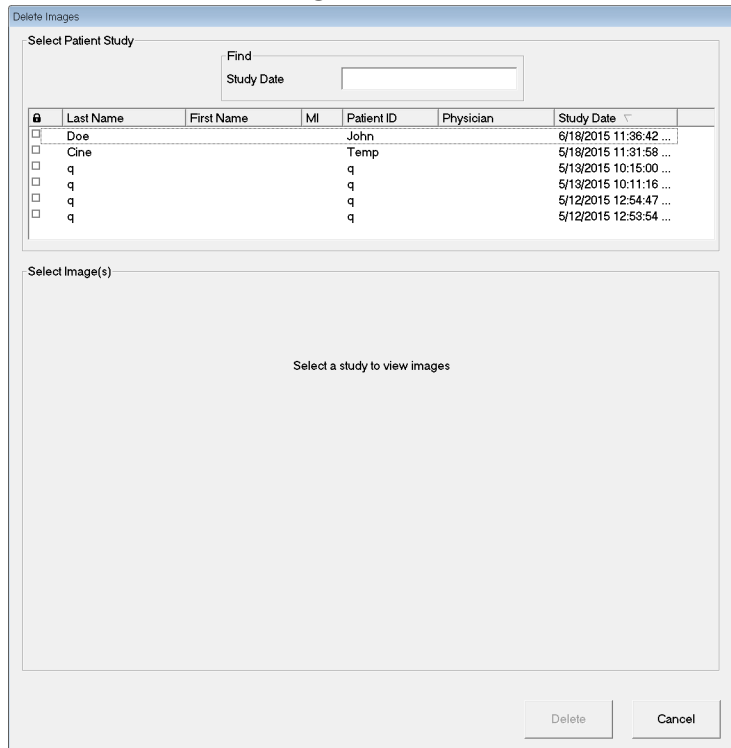 Delete Images
Select Patient Study
Find
Study Date
Last Name First Name MI Patient ID Physician Study Date
Doe John 6/18/2015 11:36:42 ...
Cine Temp 5/18/2015 11:31:58 ...
q q 5/13/2015 10:15:00 ...
q q 5/13/2015 10:11:16 ...
q q 5/12/2015 12:54:47 ...
q q 5/12/2015 12:53:54 ...
Select Image(s)
Select a study to view images
Delete Cancel